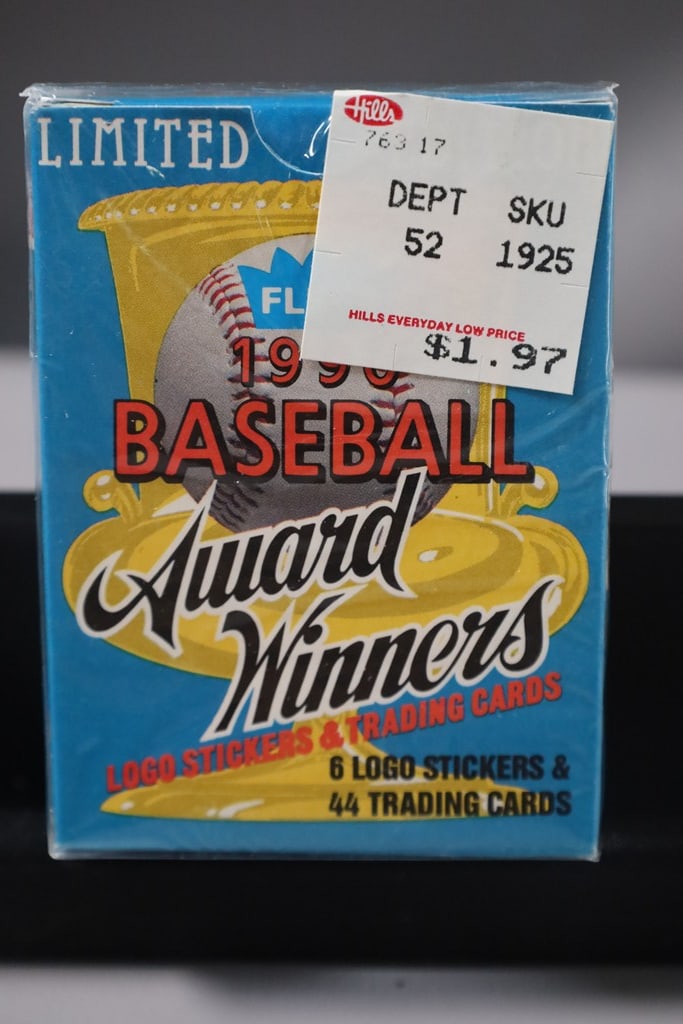 LIMITED
Hills
763 17
DEPT SKU
52 1925
HILLS EVERYDAY LOW PRICE
$1.97
FL
1990
BASEBALL
Award
Winners
LOGO STICKERS & TRADING CARDS
6 LOGO STICKERS &
44 TRADING CARDS